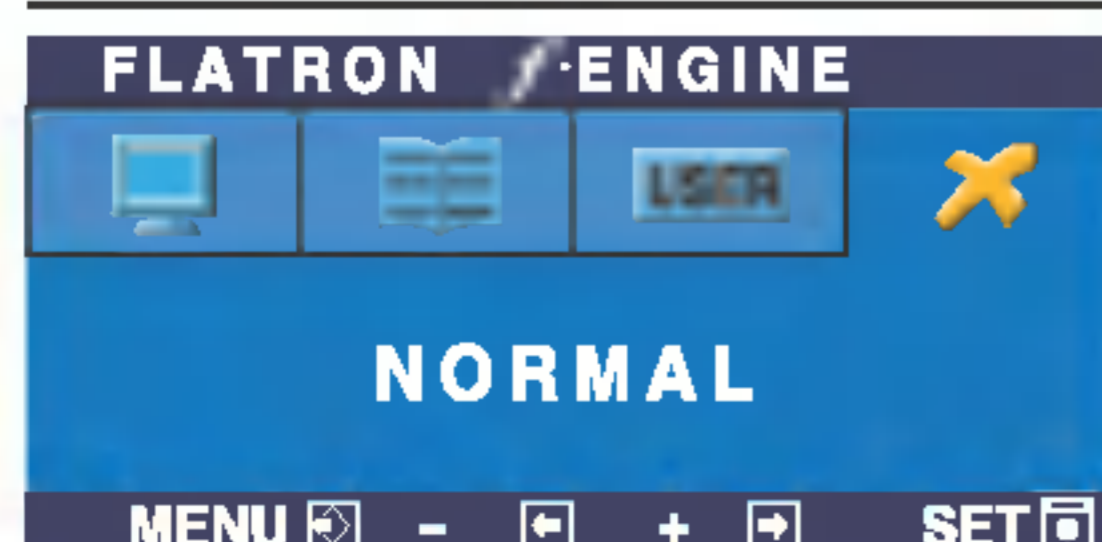 FLATRON f·ENGINE
USER
NORMAL
MENU - + SET